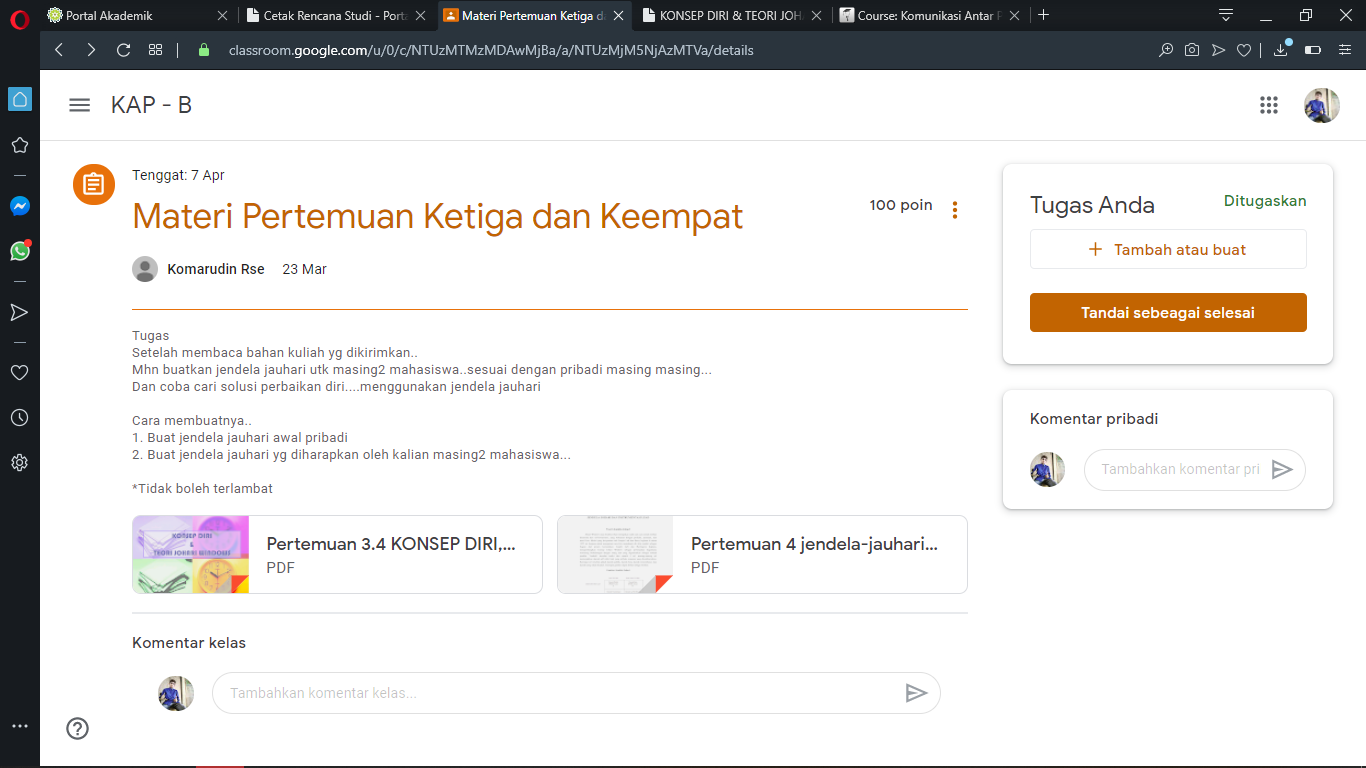 Portal Akademik
Cetak Rencana Studi - Porta
Materi Pertemuan Ketiga da
KONSEP DIRI & TEORI JOHA
Course: Komunikasi Antar P
classroom.google.com/u/0/c/NTUzMTMzMDAwMjBa/a/NTUzMjM5NjAzMTVa/details
KAP - B
Tenggat: 7 Apr
Materi Pertemuan Ketiga dan Keempat
100 poin
Komarudin Rse 23 Mar
Tugas
Setelah membaca bahan kuliah yg dikirimkan..
Mhn buatkan jendela jauhari utk masing2 mahasiswa..sesuai dengan pribadi masing masing...
Dan coba cari solusi perbaikan diri....menggunakan jendela jauhari
Cara membuatnya..
1. Buat jendela jauhari awal pribadi
2. Buat jendela jauhari yg diharapkan oleh kalian masing2 mahasiswa...
*Tidak boleh terlambat
KONSEP DIRI
&
TEORI JOHARI WINDOWS
Pertemuan 3.4 KONSEP DIRI,...
PDF
Pertemuan 4 jendela-jauhari...
PDF
Komentar kelas
Tambahkan komentar kelas...
Tugas Anda
Ditugaskan
+ Tambah atau buat
Tandai sebeagai selesai
Komentar pribadi
Tambahkan komentar pri